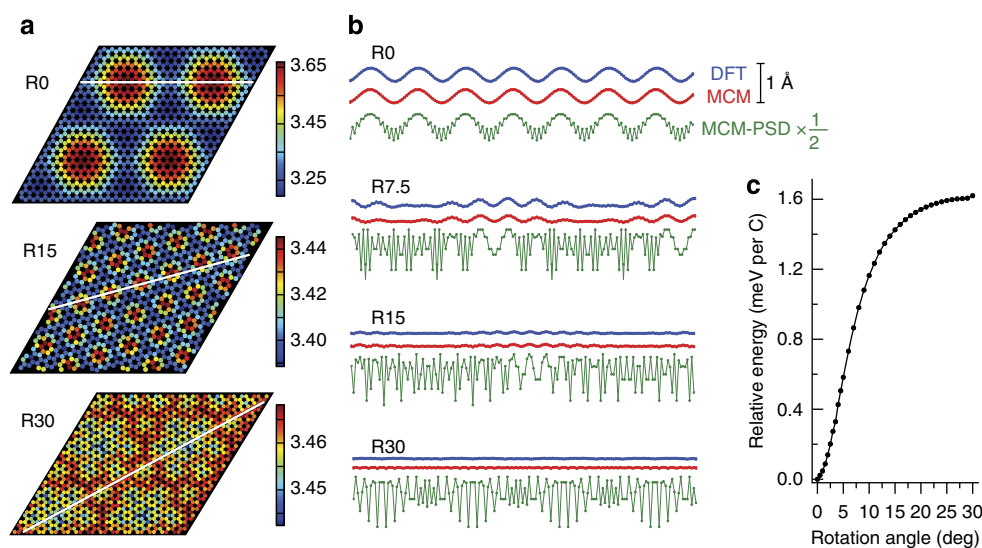 a
R0
3.65
3.45
3.25
R15
3.44
3.42
3.40
R30
3.46
3.45
b
R0
DFT
MCM
1 Å
MCM-PSD × 1/2
R7.5
R15
R30
c
Relative energy (meV per C)
1.6
1.2
0.8
0.4
0.0
0 5 10 15 20 25 30
Rotation angle (deg)